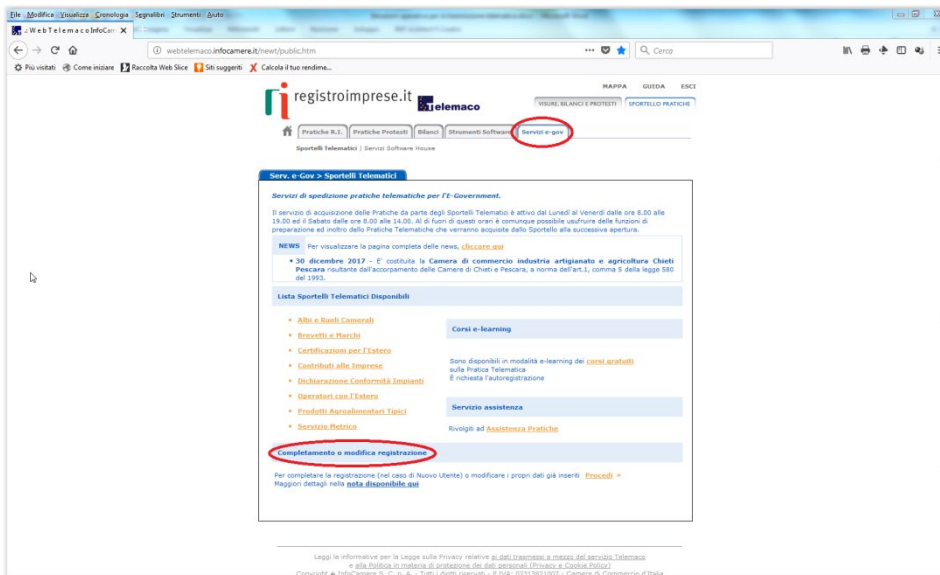 File Modifica Visualizza Cronologia Segnalibri Strumenti Aiuto
WebTelemacoInfoCam
webtelemaco.infocamere.it/newt/public.htm
Cerca
Più visitati Come iniziare Raccolta Web Slice Siti suggeriti Calcola il tuo rendime...
MAPPA GUIDA ESCI
registroimprese.it Telemaco
VISURE, BILANCI E PROTESTI SPORTELLO PRATICHE
Pratiche R.I. Pratiche Protesti Bilanci Strumenti Software Servizi e-gov
Sportelli Telematici | Servizi Software House
Serv. e-Gov > Sportelli Telematici
Servizi di spedizione pratiche telematiche per l'E-Government.
Il servizio di acquisizione delle Pratiche da parte degli Sportelli Telematici è attivo dal Lunedì al Venerdì dalle ore 8.00 alle
19.00 ed il Sabato dalle ore 8.00 alle 14.00. Al di fuori di questi orari è comunque possibile usufruire delle funzioni di
preparazione ed inoltro delle Pratiche Telematiche che verranno acquisite dallo Sportello alla successiva apertura.
NEWS Per visualizzare la pagina completa delle news, cliccare qui
• 30 dicembre 2017 - E' costituita la Camera di commercio industria artigianato e agricoltura Chieti
Pescara risultante dall'accorpamento delle Camere di Chieti e Pescara, a norma dell'art.1, comma 5 della legge 580
del 1993.
Lista Sportelli Telematici Disponibili
• Albi e Ruoli Camerali
• Brevetti e Marchi
• Certificazioni per l'Estero
• Contributi alle Imprese
• Dichiarazione Conformità Impianti
• Operatori con l'Estero
• Prodotti Agroalimentari Tipici
• Servizio Metrico
Corsi e-learning
Sono disponibili in modalità e-learning dei corsi gratuiti
sulla Pratica Telematica
È richiesta l'autoregistrazione
Servizio assistenza
Rivolgiti ad Assistenza Pratiche
Completamento o modifica registrazione
Per completare la registrazione (nel caso di Nuovo Utente) o modificare i propri dati già inseriti Procedi »
Maggiori dettagli nella nota disponibile qui
Leggi le informative per la Legge sulla Privacy relative ai dati trasmessi a mezzo del servizio Telemaco
e alla Politica in materia di protezione dei dati personali (Privacy e Cookie Policy)
Copyright � InfoCamere S. C. p. A. - Tutti i diritti riservati - P.IVA: 02313821007 - Camere di Commercio d'Italia